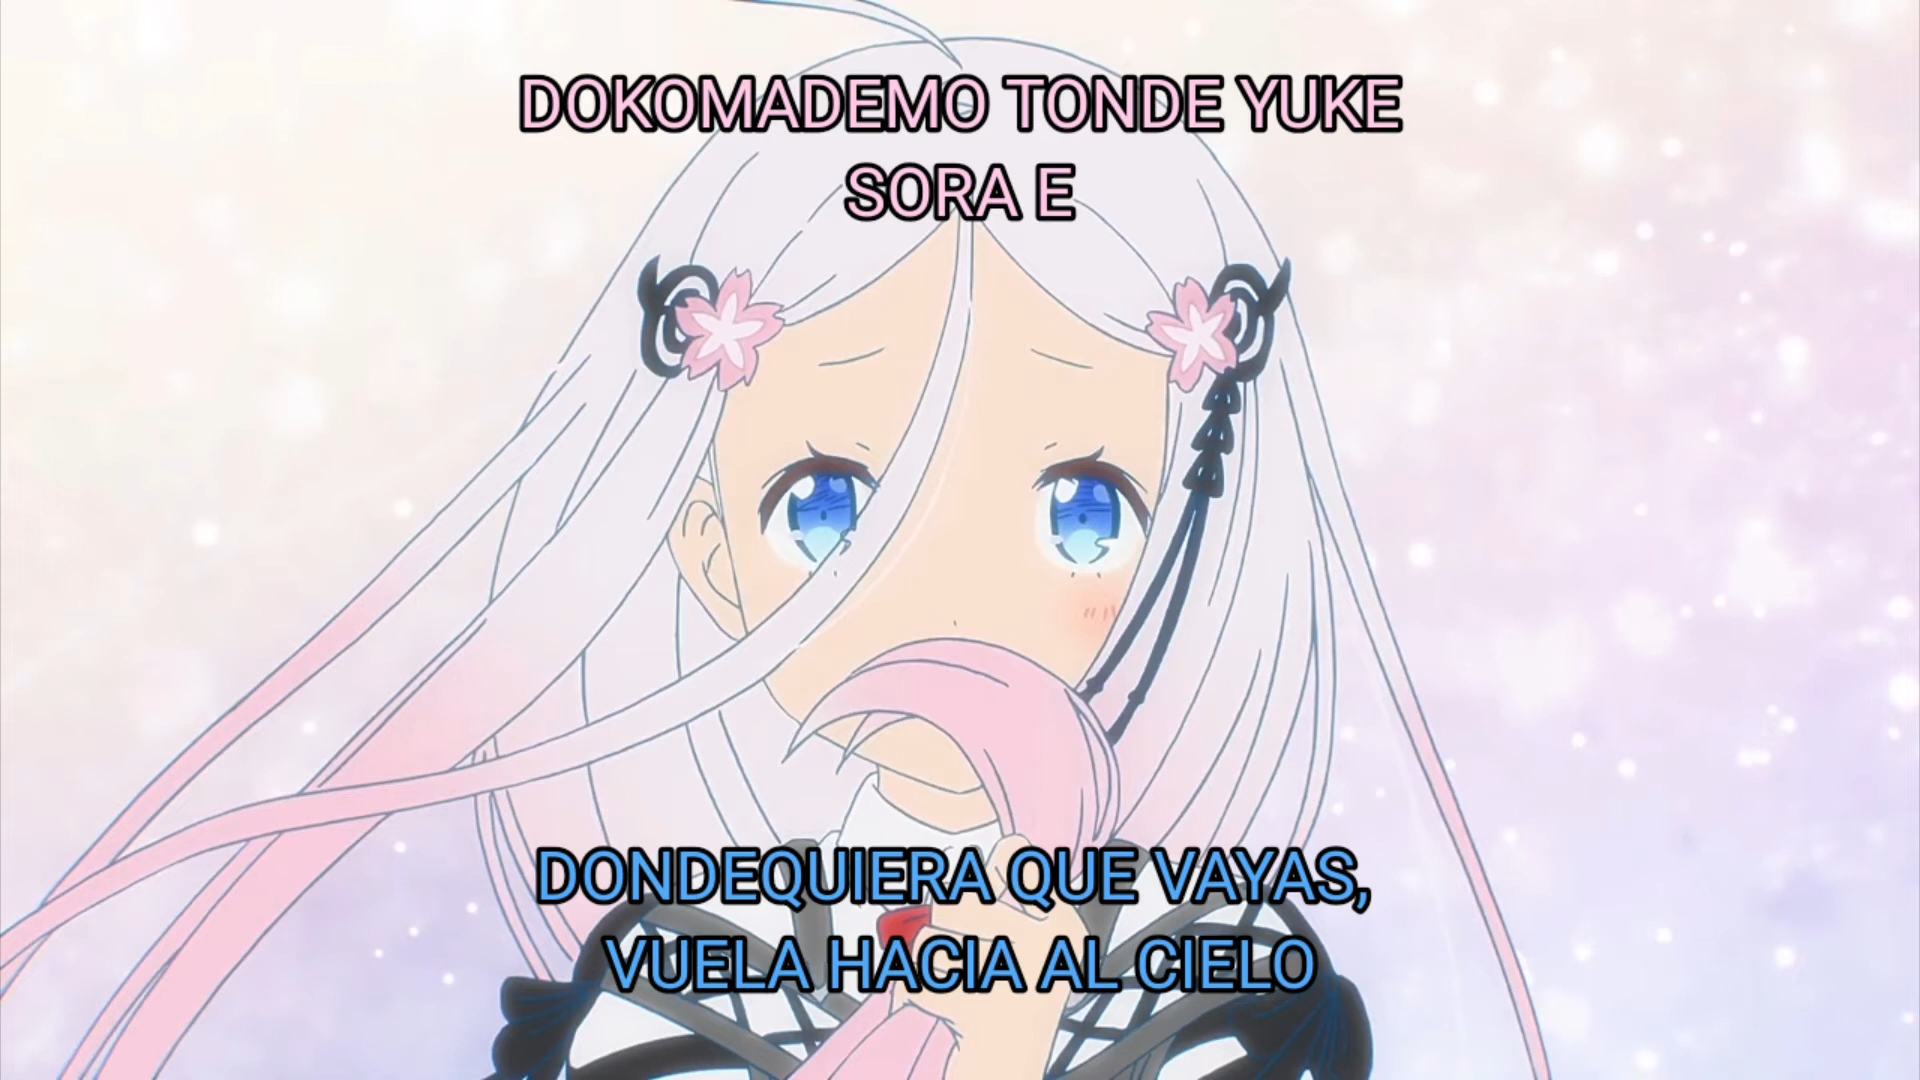 DOKOMADEMO TONDE YUKE
SORA E
DONDEQUIERA QUE VAYAS,
VUELA HACIA AL CIELO